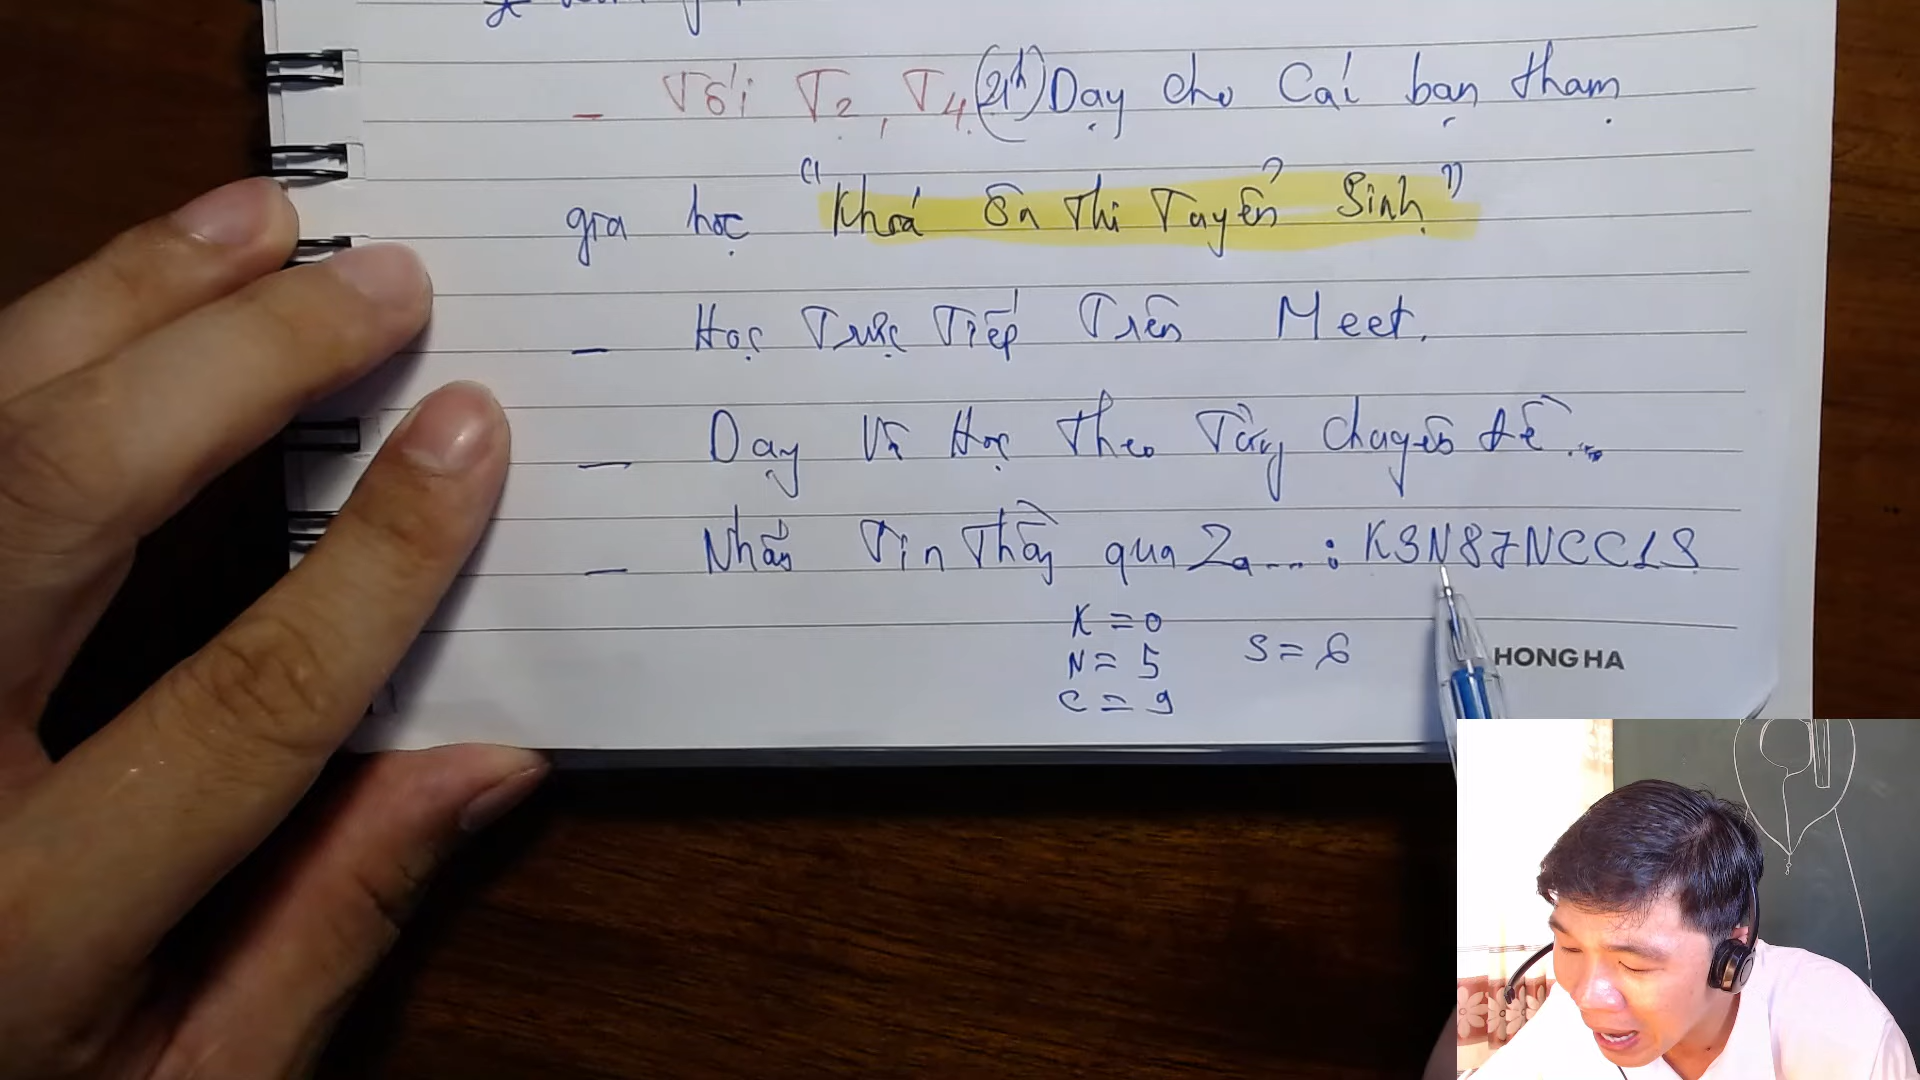 - Tối T2, T4 (21h) Dạy cho Các bạn tham
gia học "Khoá Ôn Thi Tuyển Sinh"
- Học Trực Tiếp Trên Meet.
- Dạy Và Học Theo Từng Chuyên đề...
- Nhắn Tin Thầy qua Za...: K3N87NCC1S
K = 0
N = 5 S = 6
C = 9
HONG HA